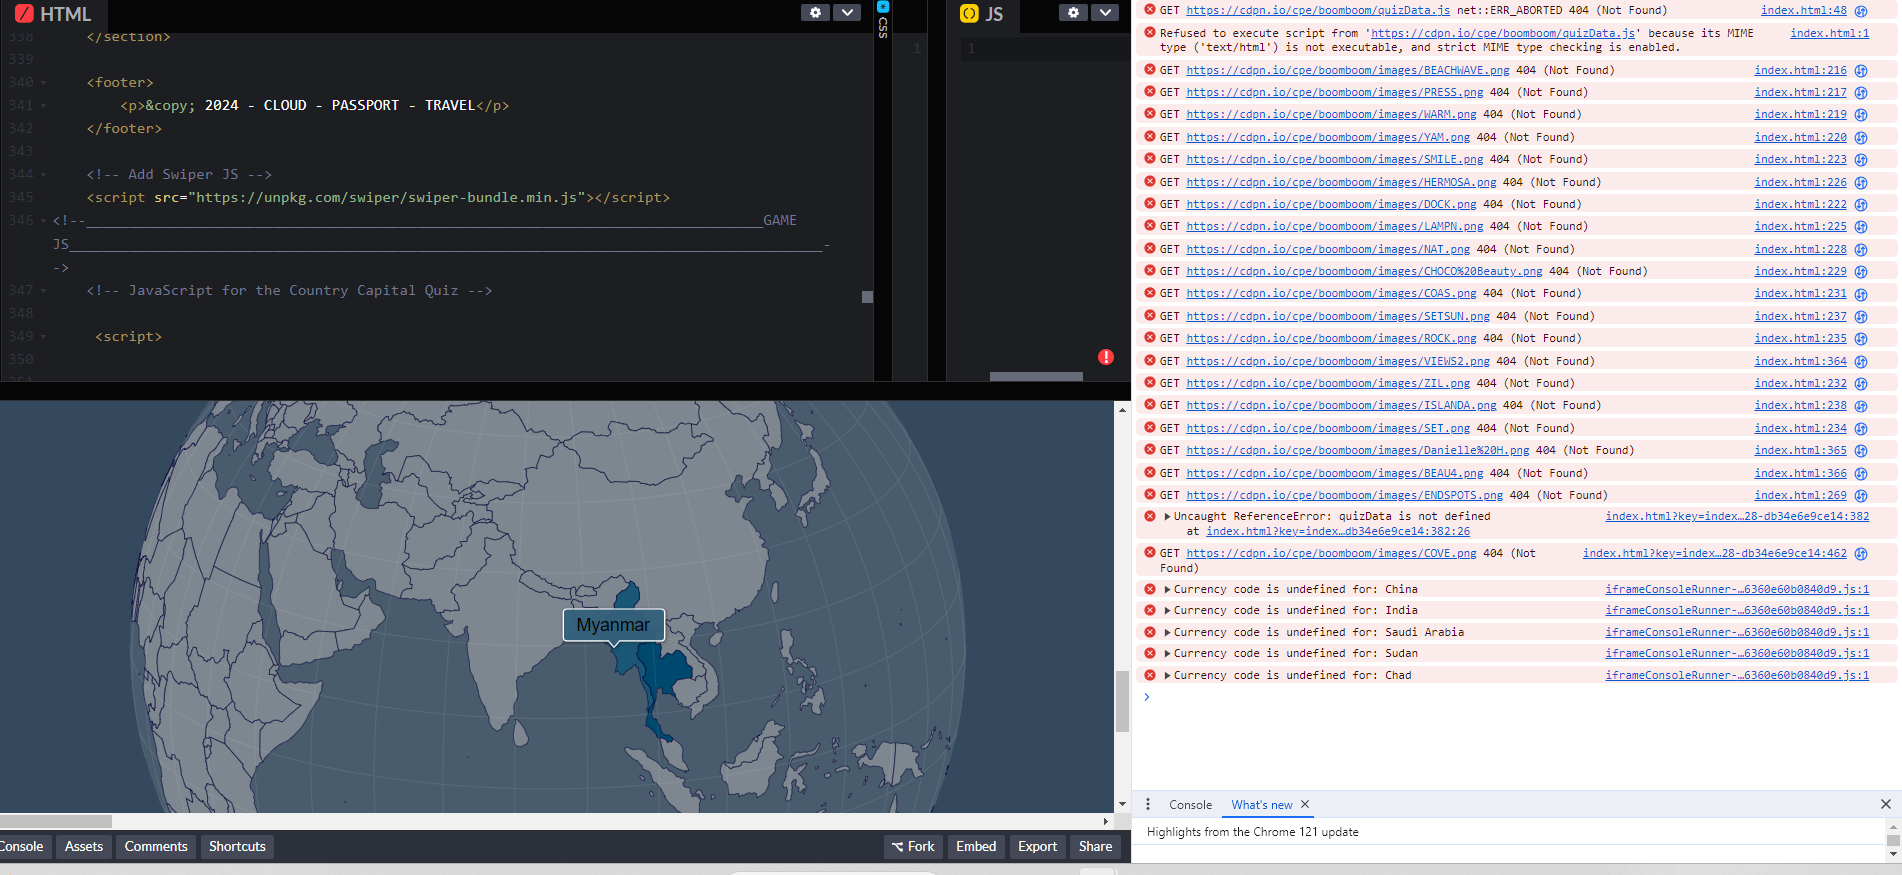 HTML
CSS
JS
338
</section>
339
340 <footer>
341 <p>&copy; 2024 - CLOUD - PASSPORT - TRAVEL</p>
342 </footer>
343
344 <!-- Add Swiper JS -->
345 <script src="https://unpkg.com/swiper/swiper-bundle.min.js"></script>
346 <!--________________________________________________________________________________GAME
JS_________________________________________________________________________________________-
->
347 <!-- JavaScript for the Country Capital Quiz -->
348
349 <script>
350
1
1
Myanmar
Console
Assets
Comments
Shortcuts
Fork
Embed
Export
Share
GET https://cdpn.io/cpe/boomboom/quizData.js net::ERR_ABORTED 404 (Not Found) index.html:48
Refused to execute script from 'https://cdpn.io/cpe/boomboom/quizData.js' because its MIME index.html:1
type ('text/html') is not executable, and strict MIME type checking is enabled.
GET https://cdpn.io/cpe/boomboom/images/BEACHWAVE.png 404 (Not Found) index.html:216
GET https://cdpn.io/cpe/boomboom/images/PRESS.png 404 (Not Found) index.html:217
GET https://cdpn.io/cpe/boomboom/images/WARM.png 404 (Not Found) index.html:219
GET https://cdpn.io/cpe/boomboom/images/YAM.png 404 (Not Found) index.html:220
GET https://cdpn.io/cpe/boomboom/images/SMILE.png 404 (Not Found) index.html:223
GET https://cdpn.io/cpe/boomboom/images/HERMOSA.png 404 (Not Found) index.html:226
GET https://cdpn.io/cpe/boomboom/images/DOCK.png 404 (Not Found) index.html:222
GET https://cdpn.io/cpe/boomboom/images/LAMPN.png 404 (Not Found) index.html:225
GET https://cdpn.io/cpe/boomboom/images/NAT.png 404 (Not Found) index.html:228
GET https://cdpn.io/cpe/boomboom/images/CHOCO%20Beauty.png 404 (Not Found) index.html:229
GET https://cdpn.io/cpe/boomboom/images/COAS.png 404 (Not Found) index.html:231
GET https://cdpn.io/cpe/boomboom/images/SETSUN.png 404 (Not Found) index.html:237
GET https://cdpn.io/cpe/boomboom/images/ROCK.png 404 (Not Found) index.html:235
GET https://cdpn.io/cpe/boomboom/images/VIEWS2.png 404 (Not Found) index.html:364
GET https://cdpn.io/cpe/boomboom/images/ZIL.png 404 (Not Found) index.html:232
GET https://cdpn.io/cpe/boomboom/images/ISLANDA.png 404 (Not Found) index.html:238
GET https://cdpn.io/cpe/boomboom/images/SET.png 404 (Not Found) index.html:234
GET https://cdpn.io/cpe/boomboom/images/Danielle%20H.png 404 (Not Found) index.html:365
GET https://cdpn.io/cpe/boomboom/images/BEAU4.png 404 (Not Found) index.html:366
GET https://cdpn.io/cpe/boomboom/images/ENDSPOTS.png 404 (Not Found) index.html:269
Uncaught ReferenceError: quizData is not defined index.html?key=index…28-db34e6e9ce14:382
at index.html?key=index…db34e6e9ce14:382:26
GET https://cdpn.io/cpe/boomboom/images/COVE.png 404 (Not index.html?key=index…28-db34e6e9ce14:462
Found)
Currency code is undefined for: China iframeConsoleRunner-…6360e60b0840d9.js:1
Currency code is undefined for: India iframeConsoleRunner-…6360e60b0840d9.js:1
Currency code is undefined for: Saudi Arabia iframeConsoleRunner-…6360e60b0840d9.js:1
Currency code is undefined for: Sudan iframeConsoleRunner-…6360e60b0840d9.js:1
Currency code is undefined for: Chad iframeConsoleRunner-…6360e60b0840d9.js:1
Console
What's new
Highlights from the Chrome 121 update